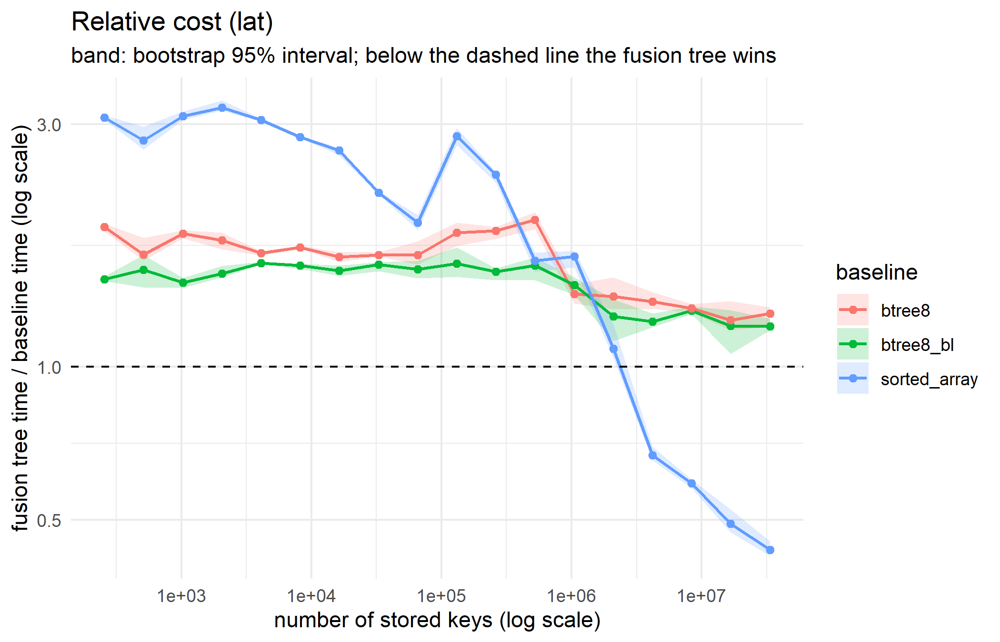 Relative cost (lat)
band: bootstrap 95% interval; below the dashed line the fusion tree wins
fusion tree time / baseline time (log scale)
3.0
1.0
0.5
1e+03
1e+04
1e+05
1e+06
1e+07
number of stored keys (log scale)
baseline
btree8
btree8_bl
sorted_array